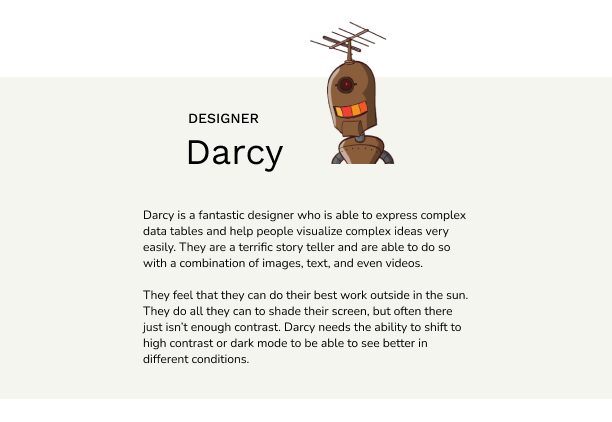 DESIGNER
Darcy
Darcy is a fantastic designer who is able to express complex
data tables and help people visualize complex ideas very
easily. They are a terrific story teller and are able to do so
with a combination of images, text, and even videos.
They feel that they can do their best work outside in the sun.
They do all they can to shade their screen, but often there
just isn’t enough contrast. Darcy needs the ability to shift to
high contrast or dark mode to be able to see better in
different conditions.